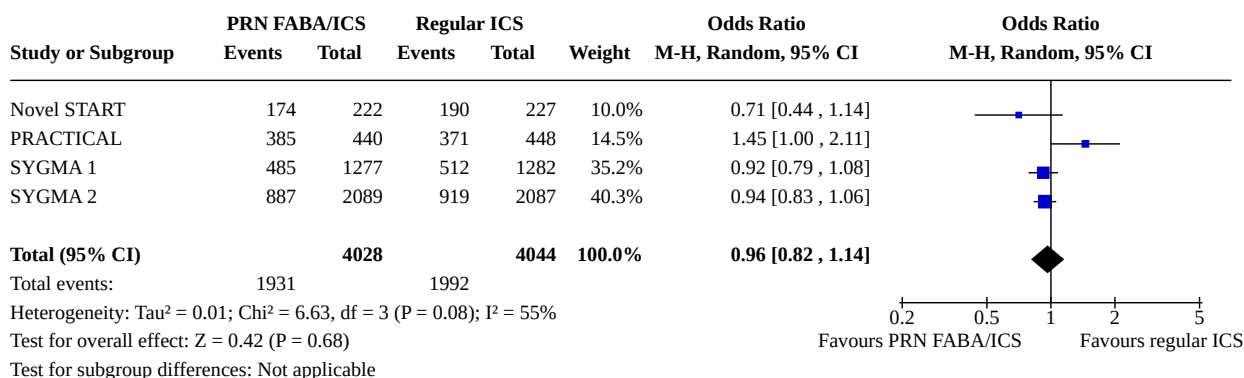 PRN FABA/ICS Regular ICS Odds Ratio Odds Ratio
Study or Subgroup Events Total Events Total Weight M-H, Random, 95% CI M-H, Random, 95% CI
Novel START 174 222 190 227 10.0% 0.71 [0.44 , 1.14]
PRACTICAL 385 440 371 448 14.5% 1.45 [1.00 , 2.11]
SYGMA 1 485 1277 512 1282 35.2% 0.92 [0.79 , 1.08]
SYGMA 2 887 2089 919 2087 40.3% 0.94 [0.83 , 1.06]
Total (95% CI) 4028 4044 100.0% 0.96 [0.82 , 1.14]
Total events: 1931 1992
Heterogeneity: Tau² = 0.01; Chi² = 6.63, df = 3 (P = 0.08); I² = 55%
0.2 0.5 1 2 5
Test for overall effect: Z = 0.42 (P = 0.68) Favours PRN FABA/ICS Favours regular ICS
Test for subgroup differences: Not applicable